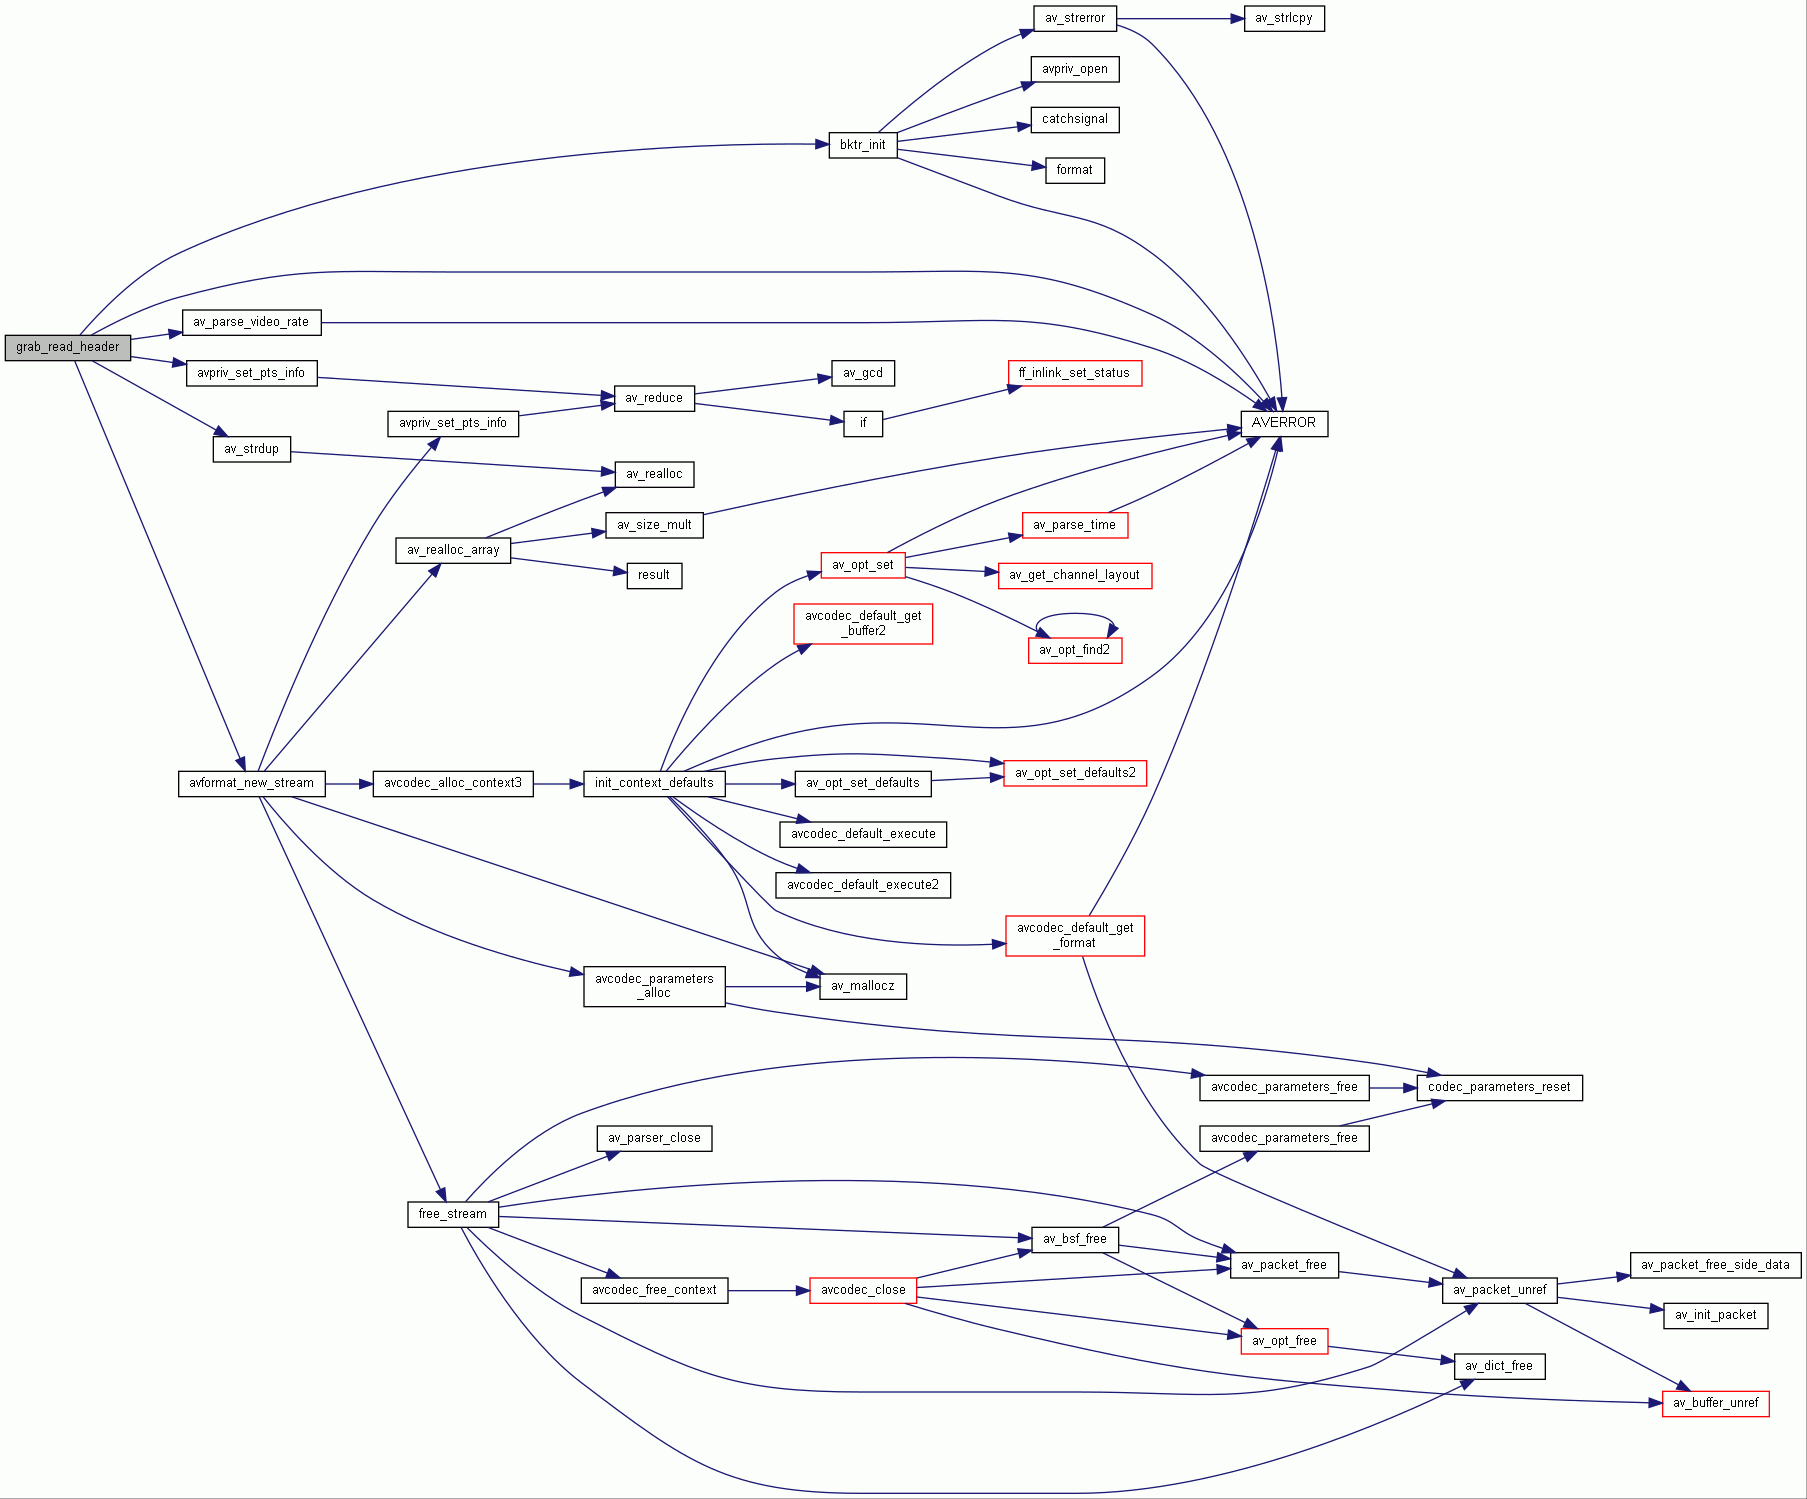 av_strerror
av_strlcpy
avpriv_open
catchsignal
bktr_init
format
av_parse_video_rate
grab_read_header
avpriv_set_pts_info
av_gcd
ff_inlink_set_status
av_reduce
avpriv_set_pts_info
if
AVERROR
av_strdup
av_realloc
av_size_mult
av_parse_time
av_realloc_array
av_opt_set
result
av_get_channel_layout
avcodec_default_get
_buffer2
av_opt_find2
avformat_new_stream
avcodec_alloc_context3
init_context_defaults
av_opt_set_defaults
av_opt_set_defaults2
avcodec_default_execute
avcodec_default_execute2
avcodec_default_get
_format
avcodec_parameters
_alloc
av_mallocz
avcodec_parameters_free
codec_parameters_reset
av_parser_close
avcodec_parameters_free
free_stream
av_bsf_free
av_packet_free
av_packet_free_side_data
avcodec_free_context
avcodec_close
av_packet_unref
av_init_packet
av_opt_free
av_dict_free
av_buffer_unref